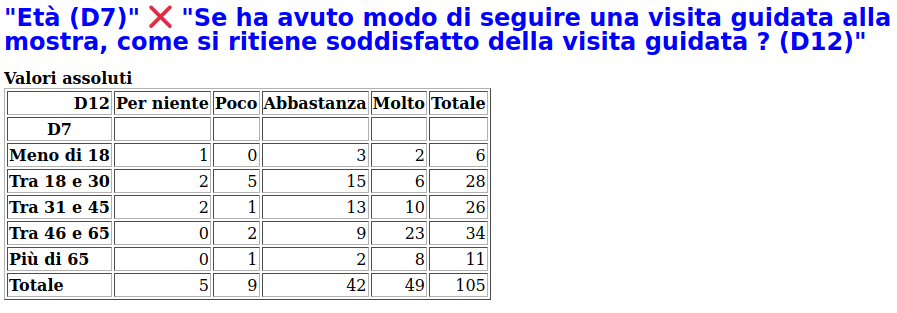 "Età (D7)" ❌ "Se ha avuto modo di seguire una visita guidata alla
mostra, come si ritiene soddisfatto della visita guidata ? (D12)"
Valori assoluti
D12 Per niente Poco Abbastanza Molto Totale
D7
Meno di 18 1 0 3 2 6
Tra 18 e 30 2 5 15 6 28
Tra 31 e 45 2 1 13 10 26
Tra 46 e 65 0 2 9 23 34
Più di 65 0 1 2 8 11
Totale 5 9 42 49 105